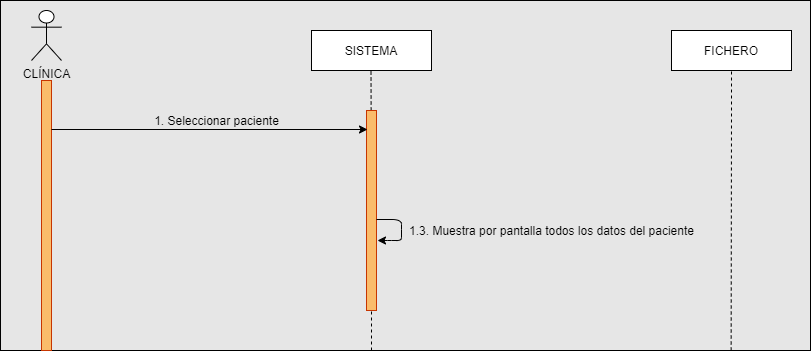 CLÍNICA
SISTEMA
FICHERO
1. Seleccionar paciente
1.3. Muestra por pantalla todos los datos del paciente